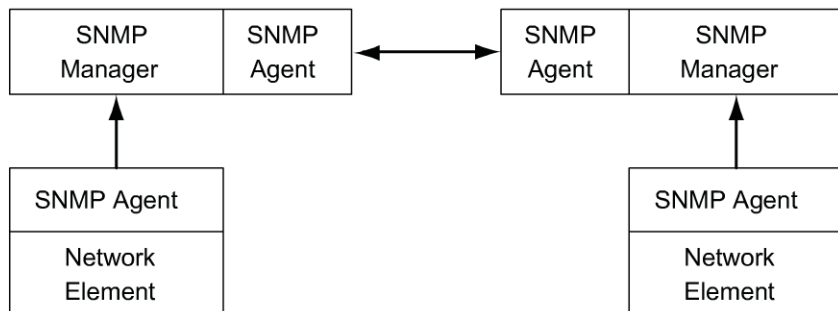 SNMP
Manager
SNMP
Agent
SNMP
Agent
SNMP
Manager
SNMP Agent
Network
Element
SNMP Agent
Network
Element